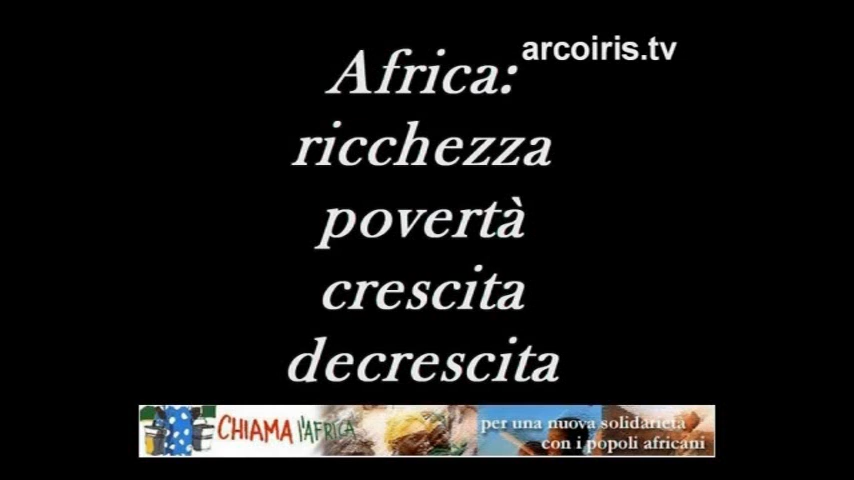 arcoiris.tv
Africa:
ricchezza
povertà
crescita
decrescita
CHIAMA l'AFRICA
per una nuova solidarietà
con i popoli africani